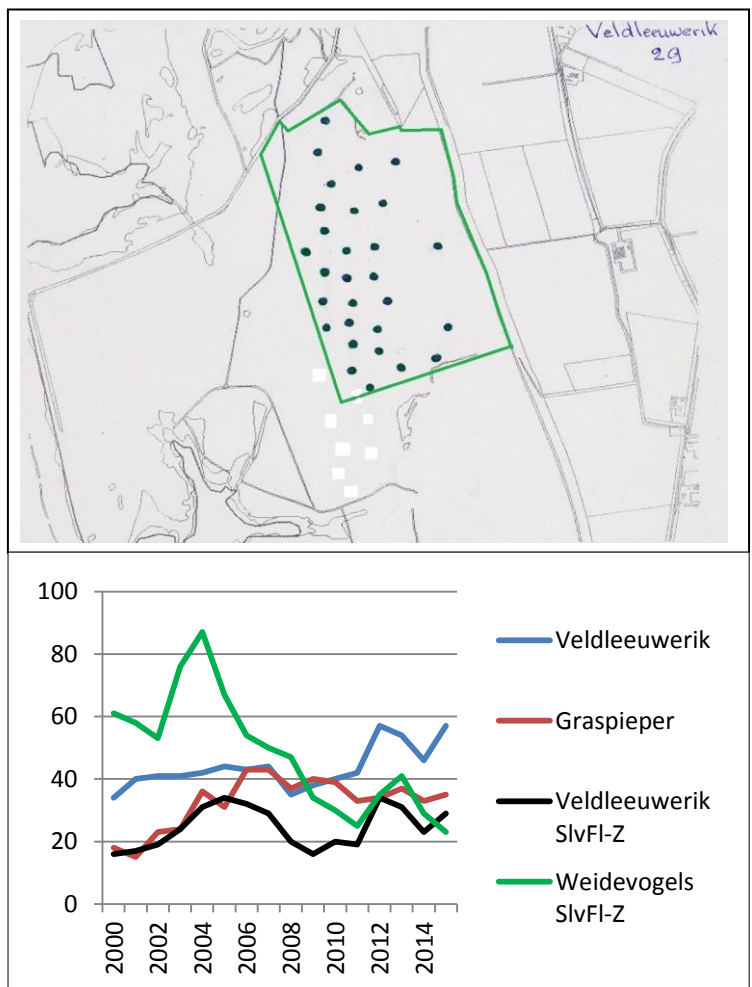 Veldleeuwerik
29
100
80
60
40
20
0
2000
2002
2004
2006
2008
2010
2012
2014
Veldleeuwerik
Graspieper
Veldleeuwerik
SlvFl-Z
Weidevogels
SlvFl-Z